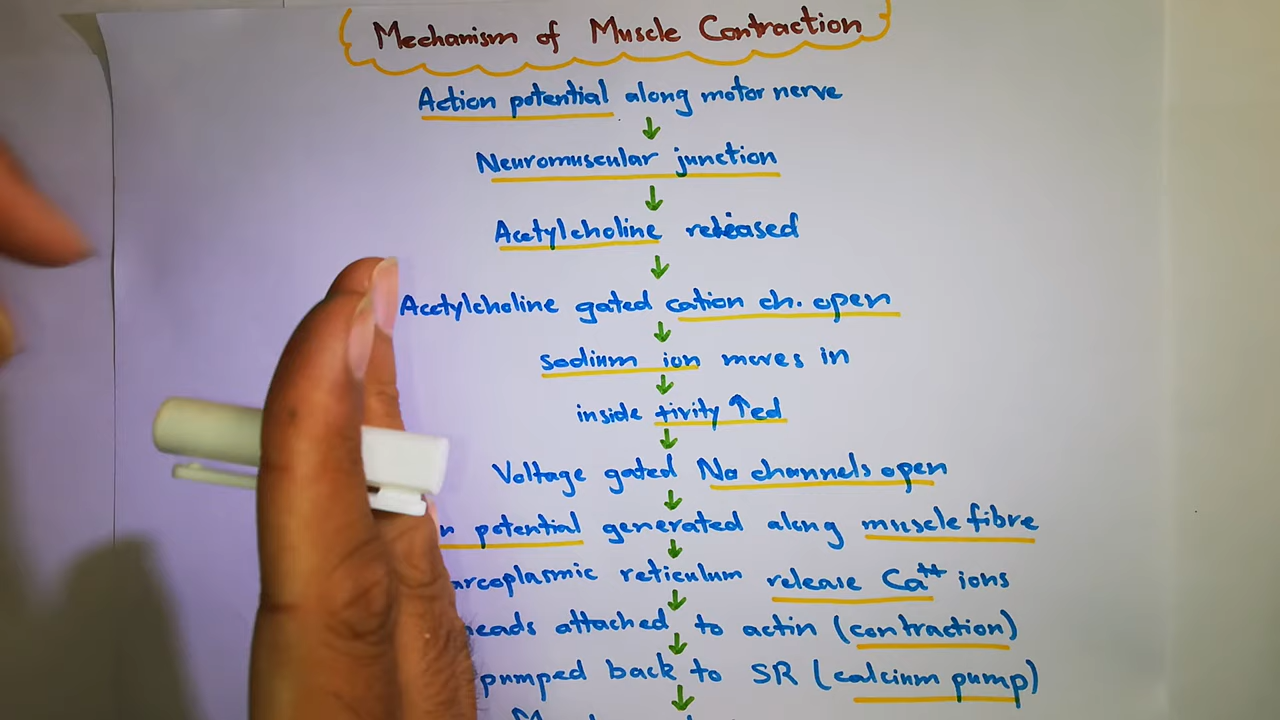 Mechanism of Muscle Contraction
Action potential along motor nerve
↓
Neuromuscular junction
↓
Acetylcholine released
↓
Acetylcholine gated cation ch. open
↓
Sodium ion moves in
↓
inside tivity ↑ed
↓
Voltage gated Na channels open
↓
n potential generated along muscle fibre
↓
arcoplasmic reticulum release Ca⁺⁺ ions
↓
heads attached to actin (contraction)
↓
pumped back to SR (calcium pump)
↓